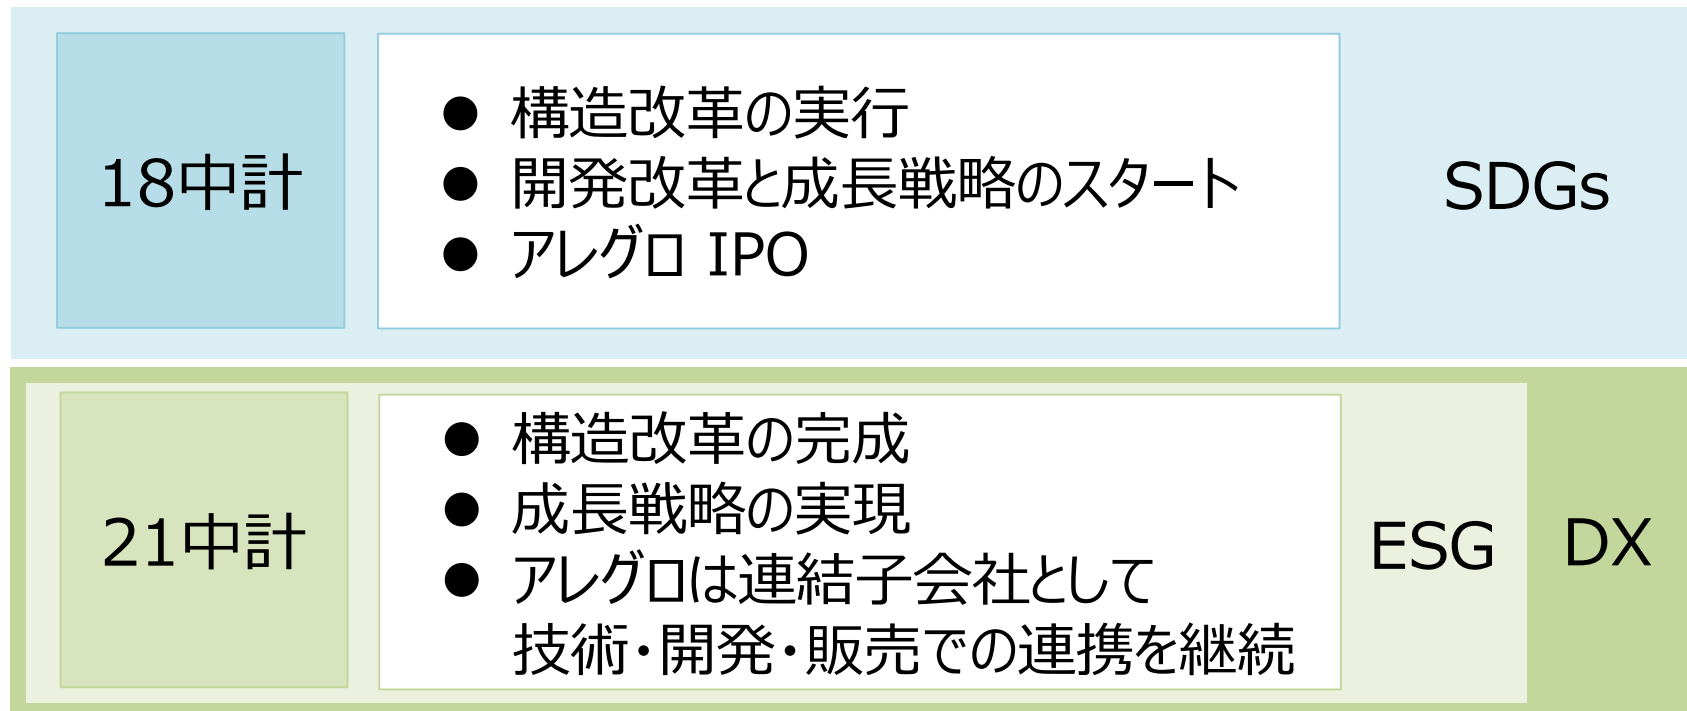 18中計
● 構造改革の実行
● 開発改革と成長戦略のスタート
● アレグロ IPO
SDGs
21中計
● 構造改革の完成
● 成長戦略の実現
● アレグロは連結子会社として
技術・開発・販売での連携を継続
ESG
DX